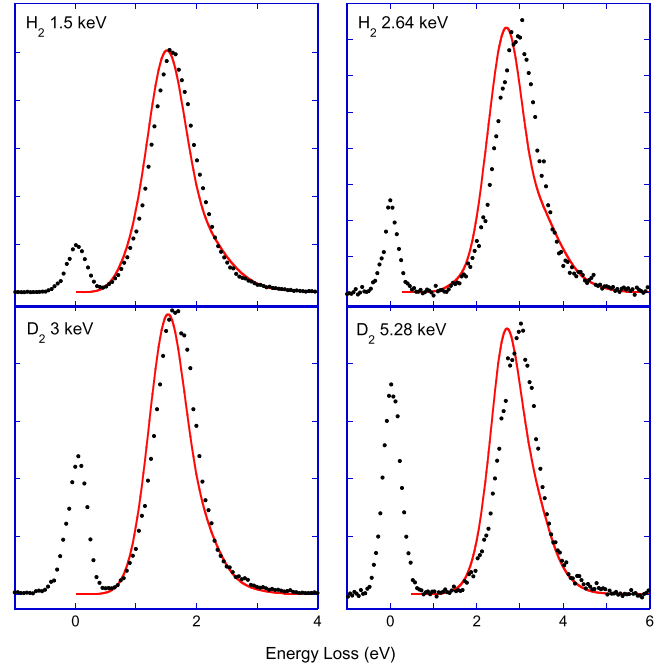 H2 1.5 keV
H2 2.64 keV
D2 3 keV
D2 5.28 keV
0 2 4
0 2 4 6
Energy Loss (eV)